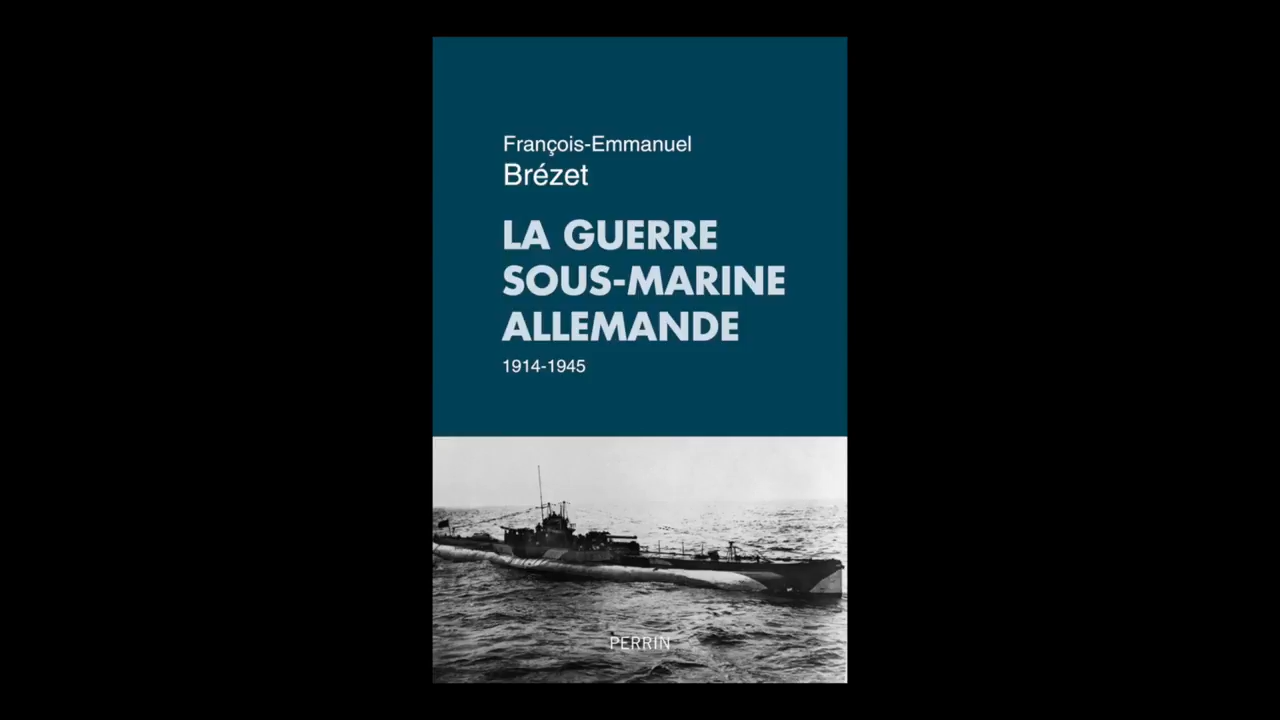 François-Emmanuel
Brézet
LA GUERRE
SOUS-MARINE
ALLEMANDE
1914-1945
PERRIN